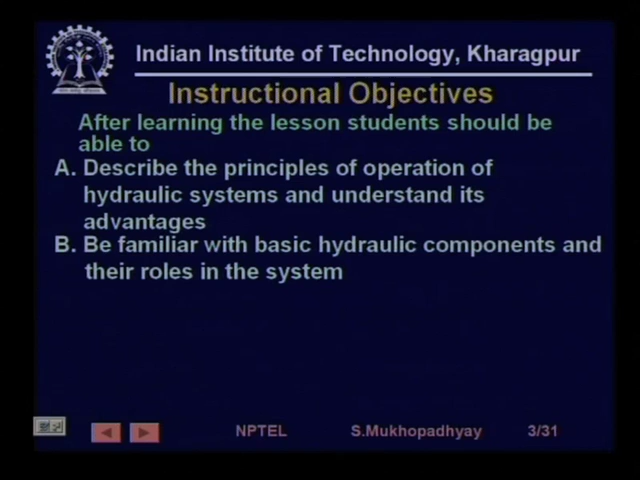 Indian Institute of Technology, Kharagpur
Instructional Objectives
After learning the lesson students should be
able to
A. Describe the principles of operation of
hydraulic systems and understand its
advantages
B. Be familiar with basic hydraulic components and
their roles in the system
NPTEL S.Mukhopadhyay 3/31